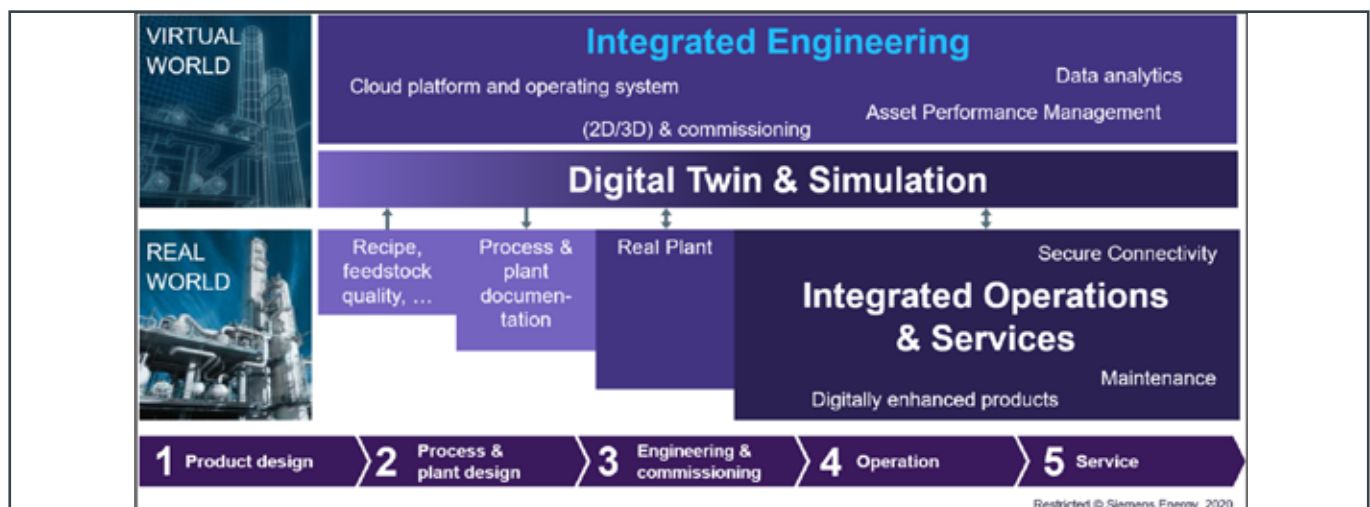 VIRTUAL
WORLD
Integrated Engineering
Data analytics
Cloud platform and operating system
Asset Performance Management
(2D/3D) & commissioning
Digital Twin & Simulation
REAL
WORLD
Recipe,
feedstock
quality, ...
Process &
plant
documen-
tation
Real Plant
Secure Connectivity
Integrated Operations
& Services
Maintenance
Digitally enhanced products
1 Product design
2 Process &
plant design
3 Engineering &
commissioning
4 Operation
5 Service
Restricted © Siemens Energy, 2020